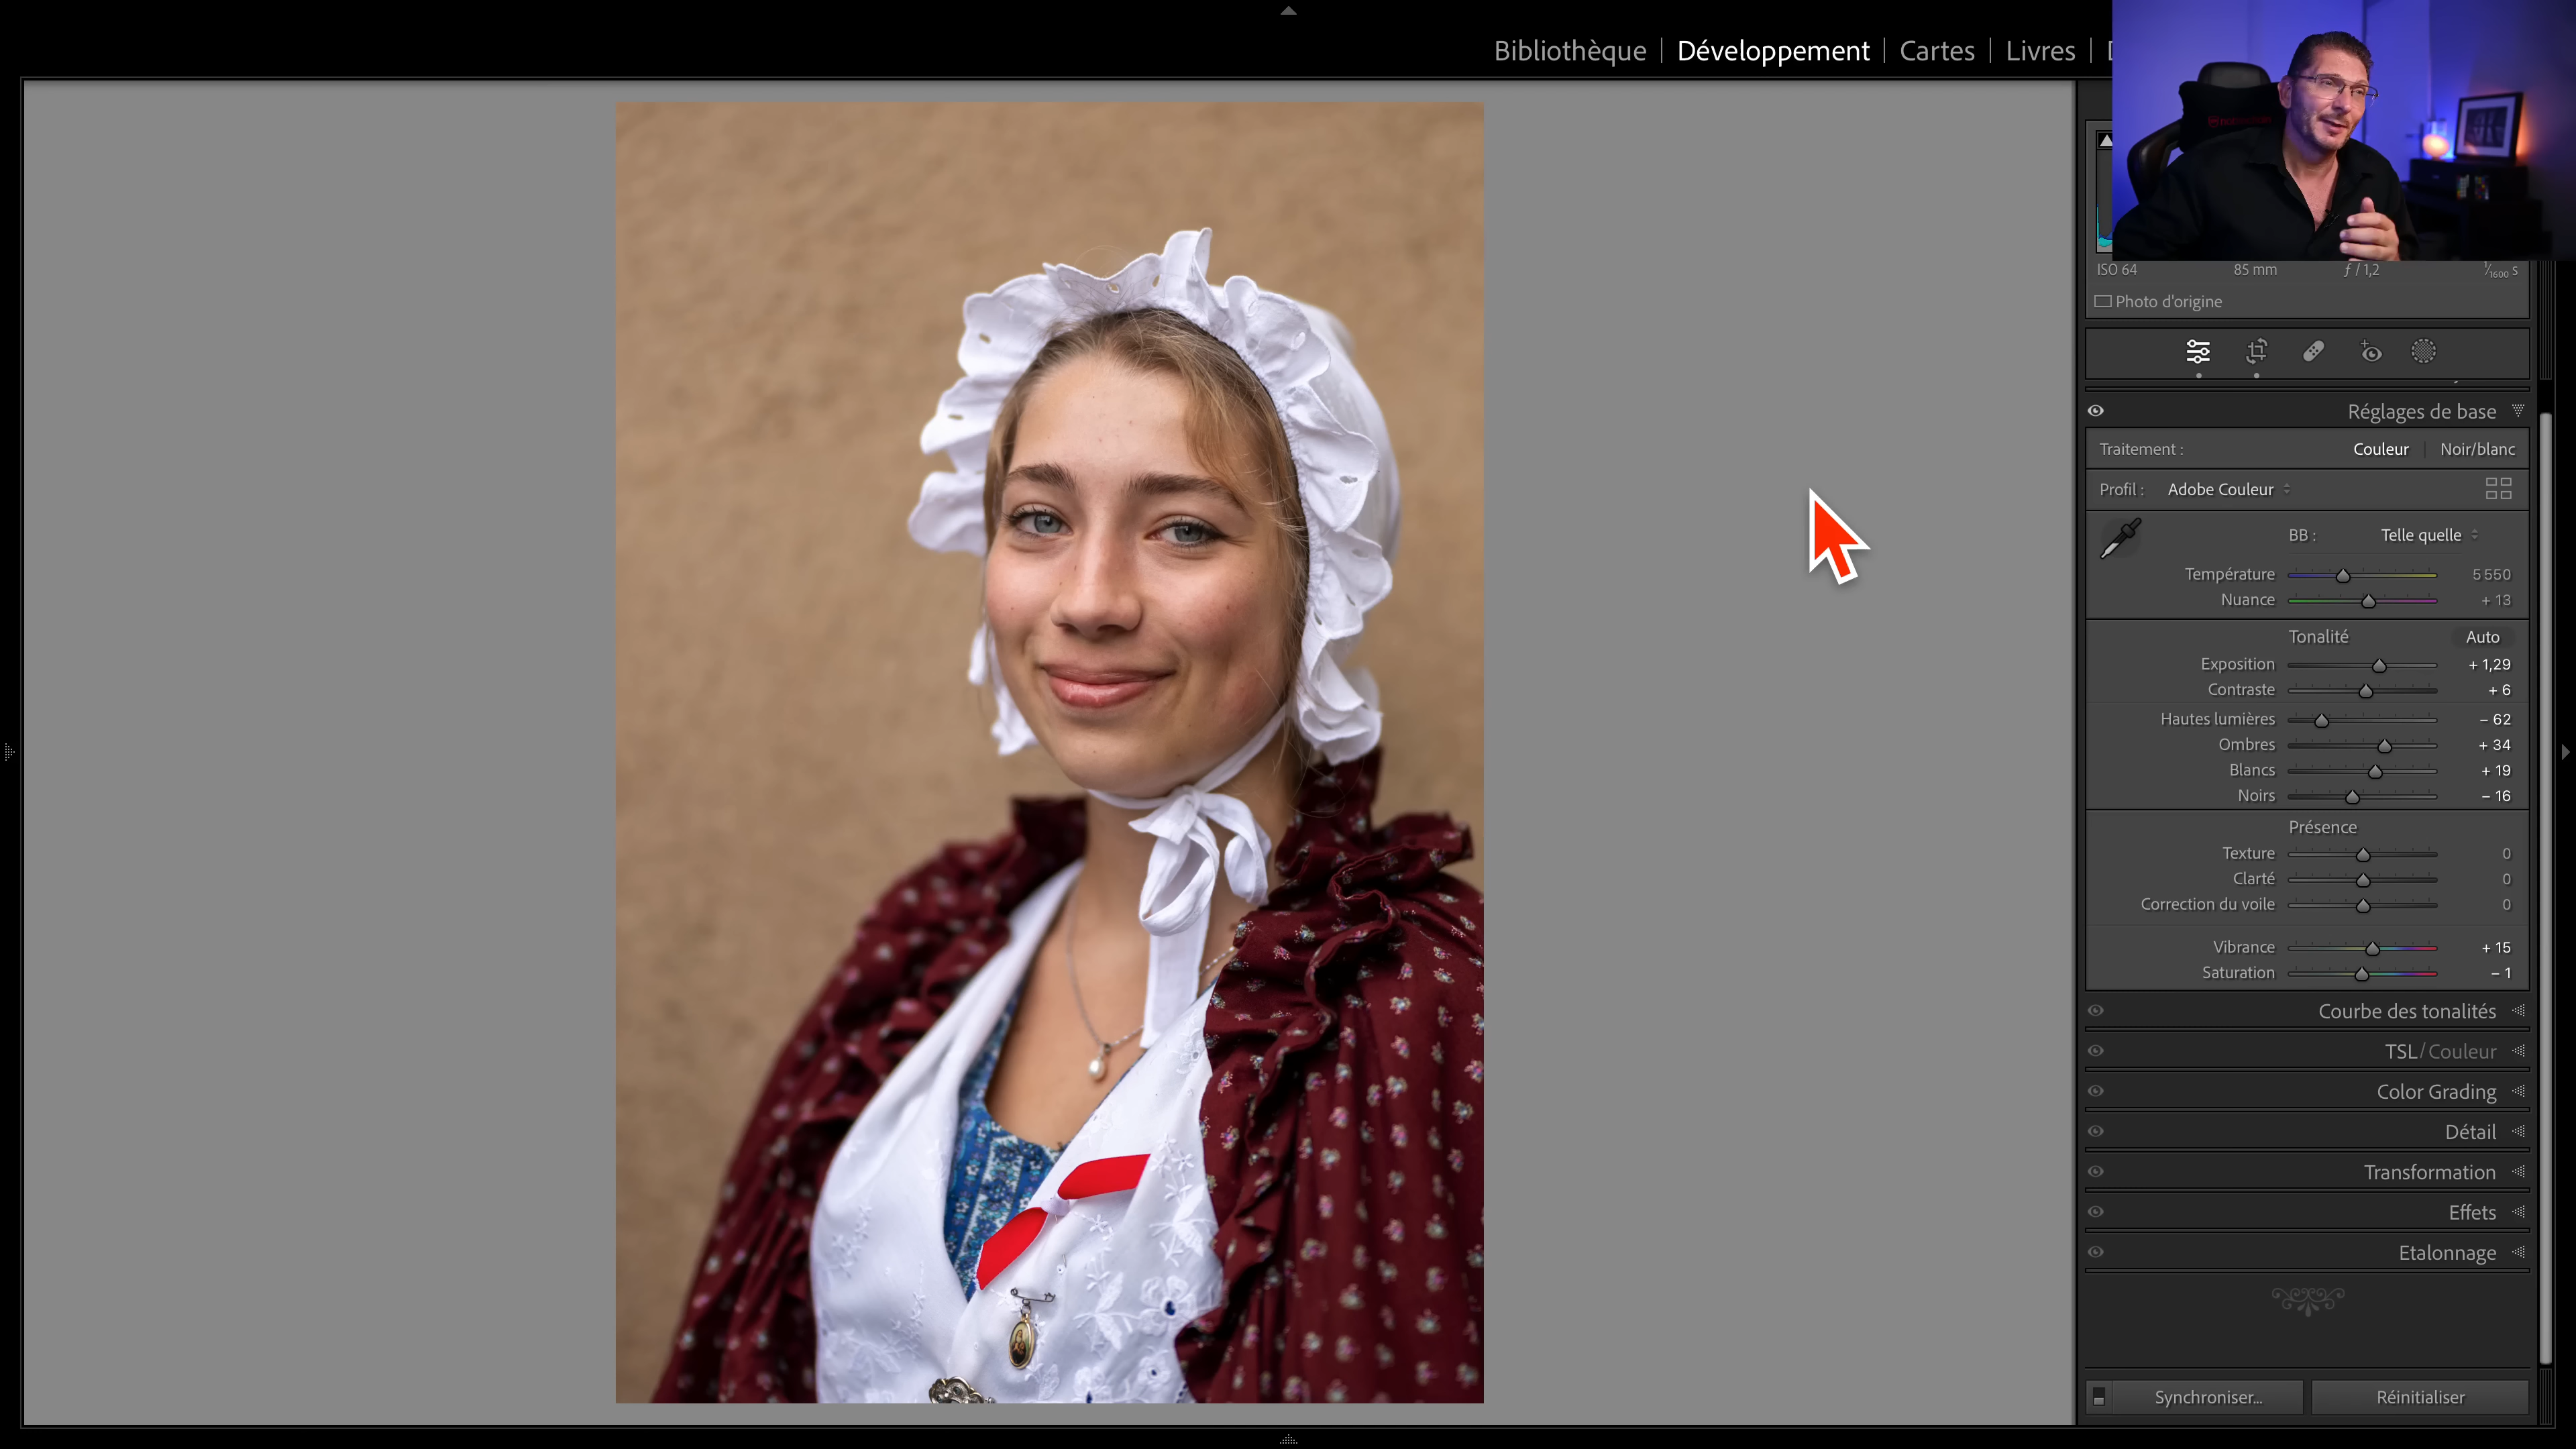 Bibliothèque | Développement | Cartes | Livres |
ISO 64 85 mm ƒ / 1,2 1/1600 s
Photo d'origine
Réglages de base
Traitement : Couleur | Noir/blanc
Profil : Adobe Couleur
BB : Telle quelle
Température 5 550
Nuance + 13
Tonalité Auto
Exposition + 1,29
Contraste + 6
Hautes lumières – 62
Ombres + 34
Blancs + 19
Noirs – 16
Présence
Texture 0
Clarté 0
Correction du voile 0
Vibrance + 15
Saturation – 1
Courbe des tonalités
TSL / Couleur
Color Grading
Détail
Transformation
Effets
Etalonnage
Synchroniser... Réinitialiser